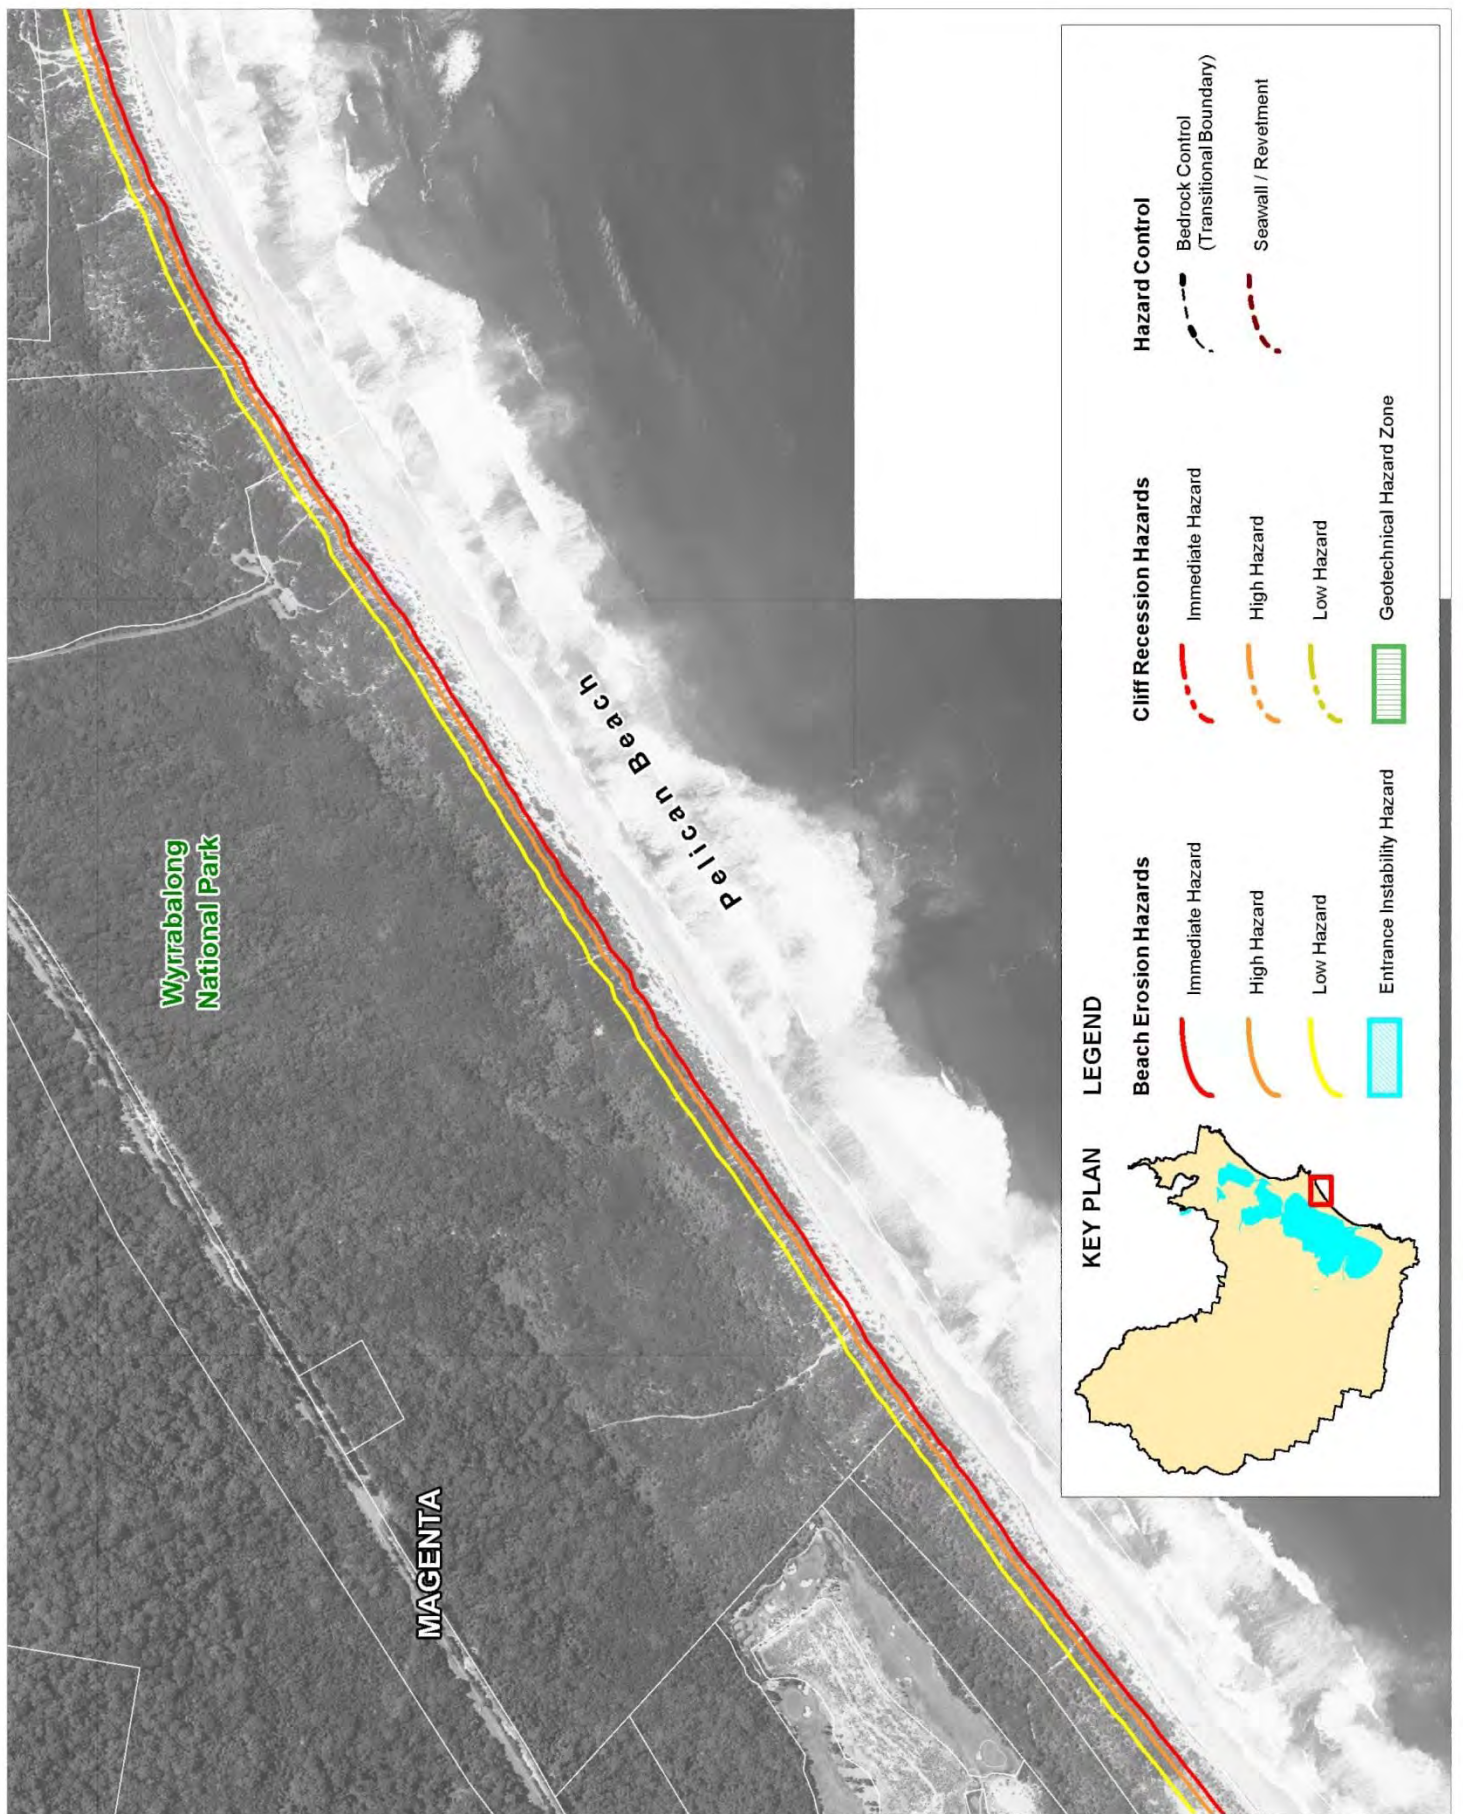 Wyrrabalong
National Park
MAGENTA
Pelican Beach
KEY PLAN
LEGEND
Beach Erosion Hazards
Immediate Hazard
High Hazard
Low Hazard
Entrance Instability Hazard
Cliff Recession Hazards
Immediate Hazard
High Hazard
Low Hazard
Geotechnical Hazard Zone
Hazard Control
Bedrock Control
(Transitional Boundary)
Seawall / Revetment